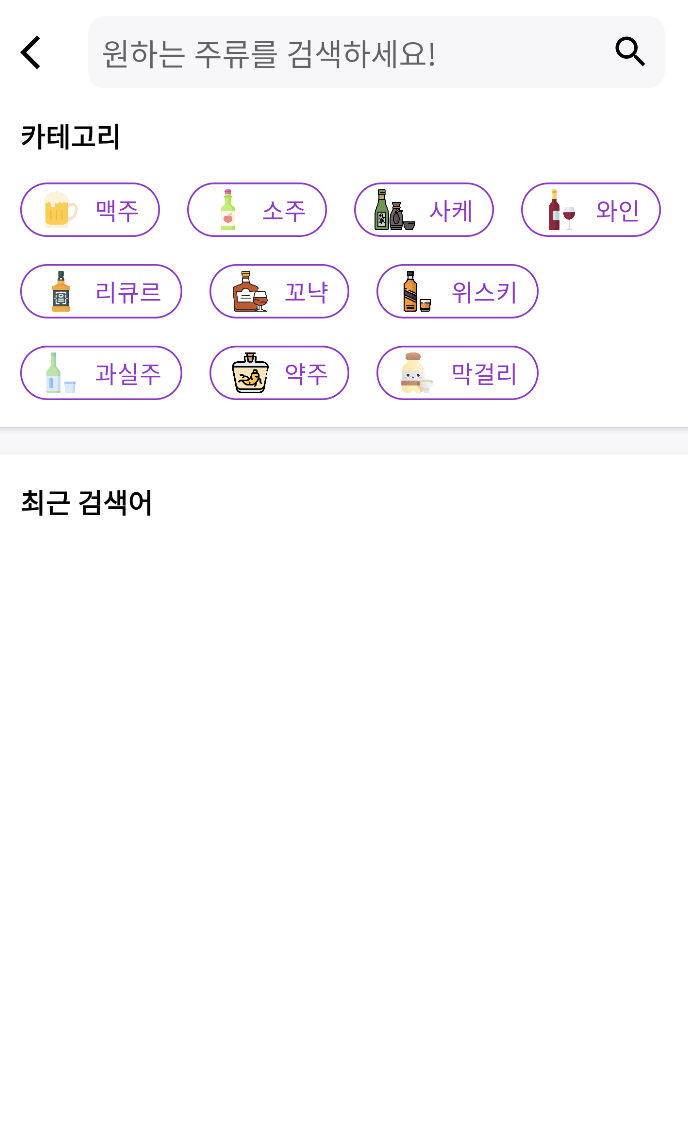 원하는 주류를 검색하세요!
카테고리
맥주 소주 사케 와인
리큐르 꼬냑 위스키
과실주 약주 막걸리
최근 검색어